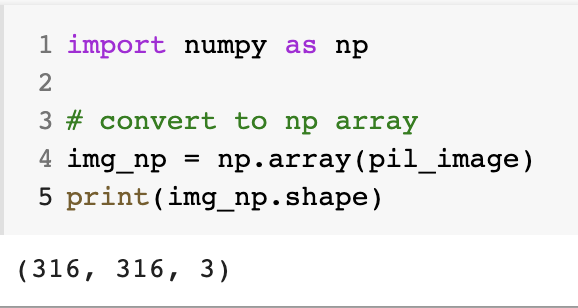 1 import numpy as np
2
3 # convert to np array
4 img_np = np.array(pil_image)
5 print(img_np.shape)
(316, 316, 3)